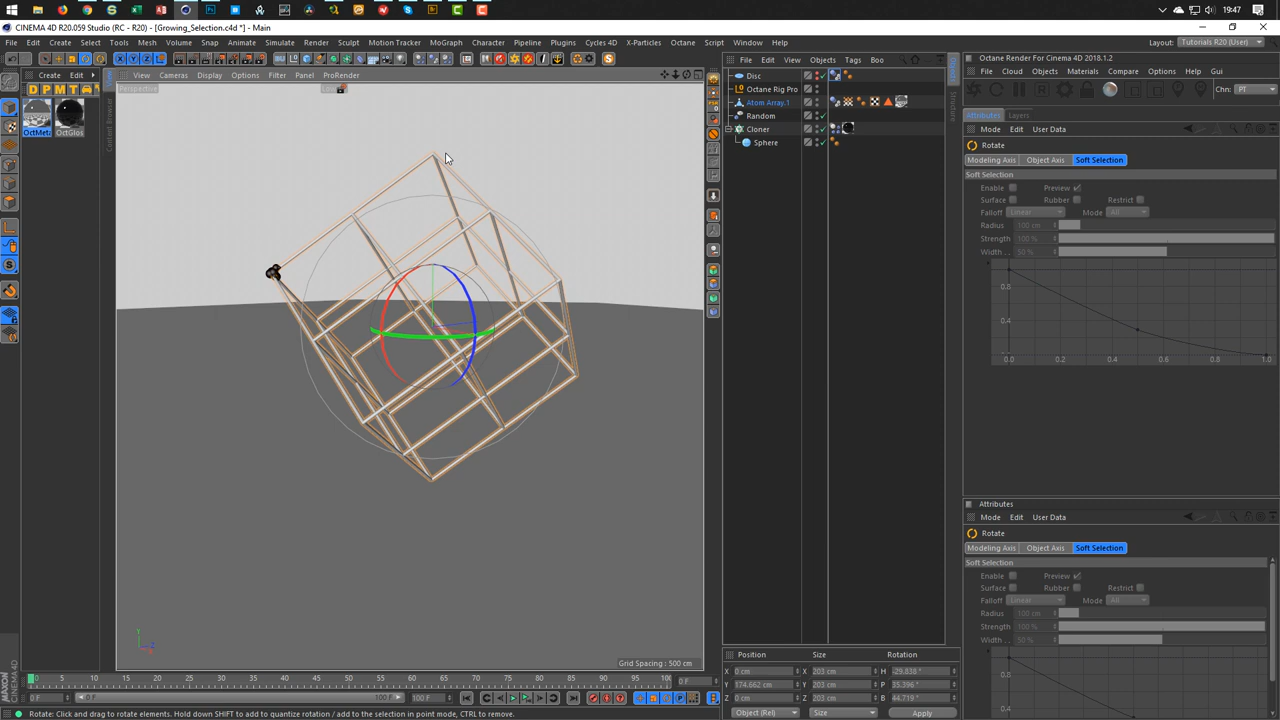 19:47
CINEMA 4D R20.059 Studio (RC - R20) - [Growing_Selection.c4d *] - Main
File Edit Create Select Tools Mesh Volume Snap Animate Simulate Render Sculpt Motion Tracker MoGraph Character Pipeline Plugins Cycles 4D X-Particles Octane Script Window Help Layout: Tutorials R20 (User)
Create Edit
D P M T
OctMeta OctGlos
Content Browser
View Cameras Display Options Filter Panel ProRender
Perspective
Grid Spacing : 500 cm
File Edit View Objects Tags Boo
Disc
Octane Rig Pro
Atom Array.1
Random
Cloner
Sphere
Objects
Structure
Octane Render For Cinema 4D 2018.1.2
File Cloud Objects Materials Compare Options Help Gui
Chn: PT
Attributes Layers
Mode Edit User Data
Rotate
Modeling Axis Object Axis Soft Selection
Soft Selection
Enable Preview
Surface Rubber Restrict
Falloff Linear Mode All
Radius 100 cm
Strength 100 %
Width . . 50 %
0.8
0.4
0.0 0.2 0.4 0.6 0.8 1.0
Attributes
Mode Edit User Data
Rotate
Modeling Axis Object Axis Soft Selection
Soft Selection
Enable Preview
Surface Rubber Restrict
Falloff Linear Mode All
Radius 100 cm
Strength 100 %
Width . . 50 %
0.8
0.4
Position Size Rotation
X 0 cm X 203 cm H -29.838 °
Y 174.662 cm Y 203 cm P 35.396 °
Z 0 cm Z 203 cm B 44.719 °
Object (Rel) Size Apply
0 5 10 15 20 25 30 35 40 45 50 55 60 65 70 75 80 85 90 95 100 0 F
0 F 0 F 100 F 100 F
MAXON CINEMA 4D
Rotate: Click and drag to rotate elements. Hold down SHIFT to add to quantize rotation / add to the selection in point mode, CTRL to remove.